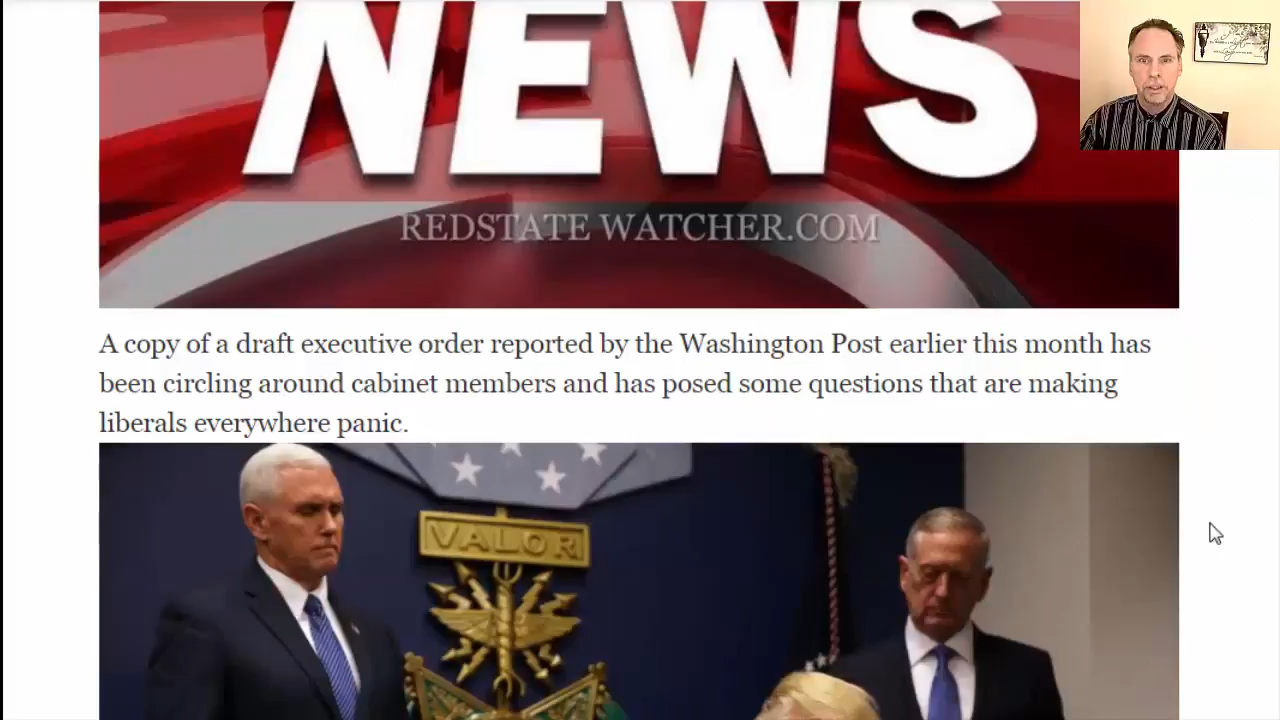 NEWS
REDSTATE WATCHER.COM
A copy of a draft executive order reported by the Washington Post earlier this month has
been circling around cabinet members and has posed some questions that are making
liberals everywhere panic.
VALOR